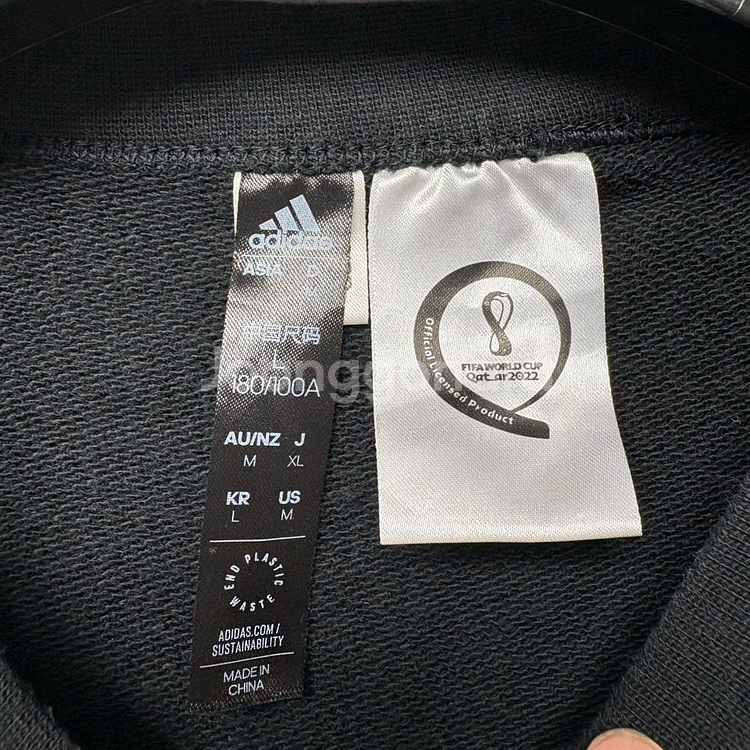 adidas
ASIA
中国尺码
L
180/100A
AU/NZ J
M XL
KR US
L M
END PLASTIC WASTE
ADIDAS.COM/
SUSTAINABILITY
MADE IN
CHINA
FIFA WORLD CUP
Qatar2022
Official Licensed Product